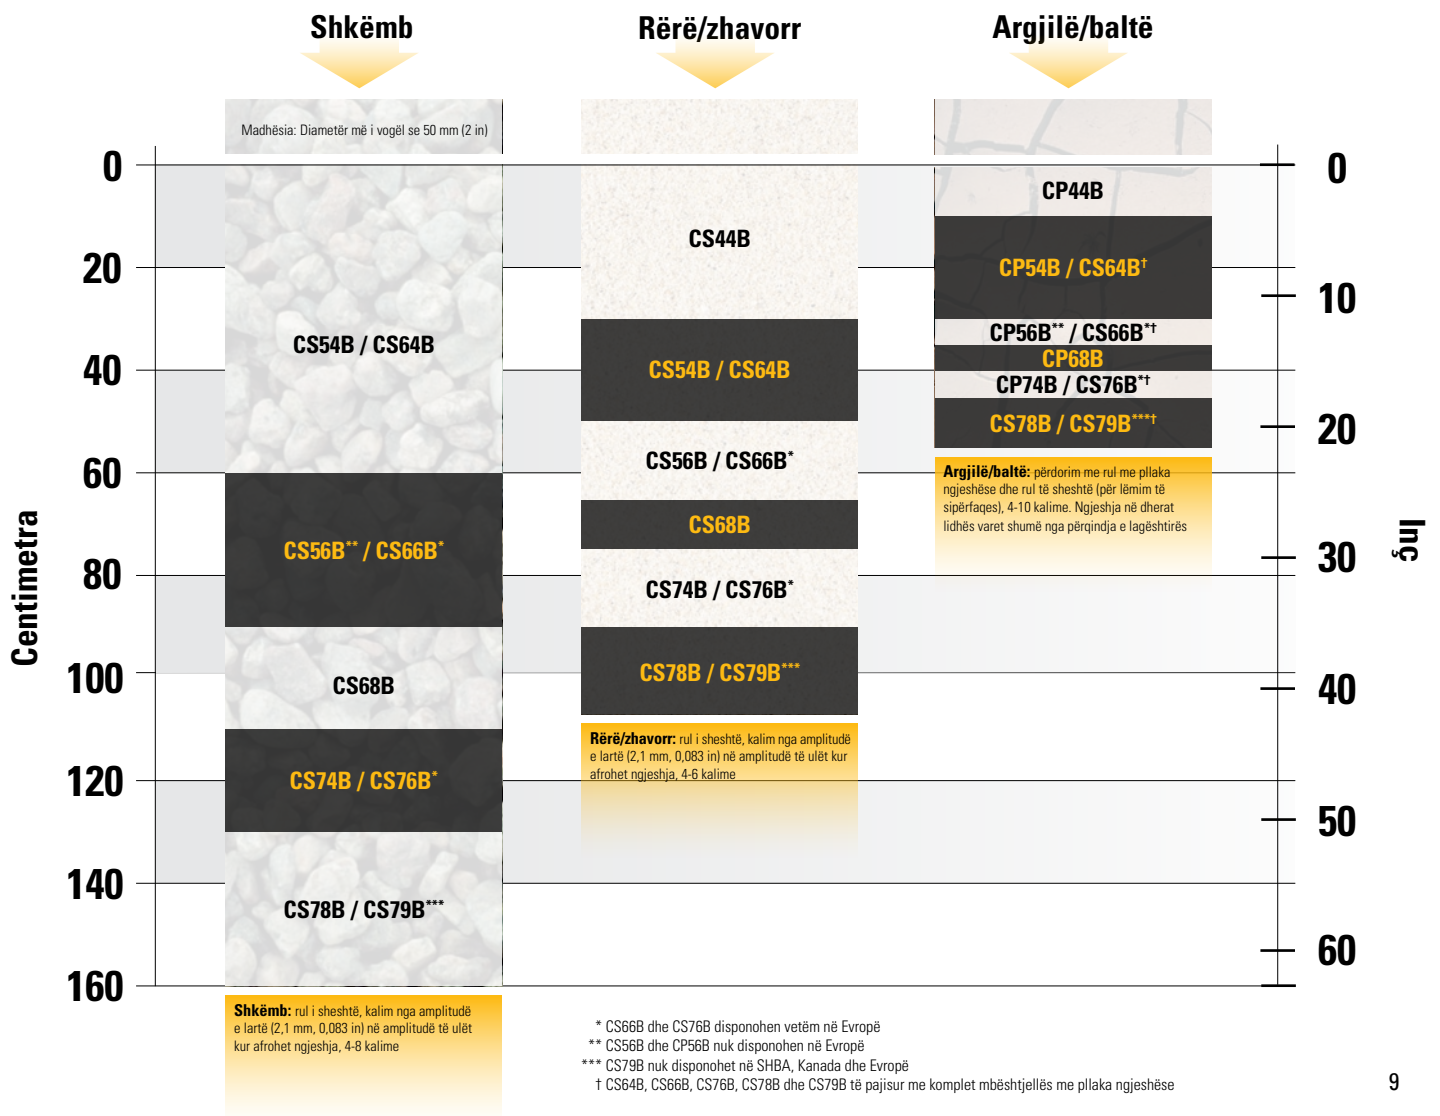 Shkëmb
Rërë/zhavorr
Argjilë/baltë
Madhësia: Diametër më i vogël se 50 mm (2 in)
Centimetra
0
20
40
60
80
100
120
140
160
CS54B / CS64B
CS56B** / CS66B*
CS68B
CS74B / CS76B*
CS78B / CS79B***
Shkëmb: rul i sheshtë, kalim nga amplitudë
e lartë (2,1 mm, 0,083 in) në amplitudë të ulët
kur afrohet ngjeshja, 4-8 kalime
CS44B
CS54B / CS64B
CS56B / CS66B*
CS68B
CS74B / CS76B*
CS78B / CS79B***
Rërë/zhavorr: rul i sheshtë, kalim nga amplitudë
e lartë (2,1 mm, 0,083 in) në amplitudë të ulët kur
afrohet ngjeshja, 4-6 kalime
CP44B
CP54B / CS64B†
CP56B** / CS66B*†
CP68B
CP74B / CS76B*†
CS78B / CS79B***†
Argjilë/baltë: përdorim me rul me pllaka
ngjeshëse dhe rul të sheshtë (për lëmim të
sipërfaqes), 4-10 kalime. Ngjeshja në dherat
lidhës varet shumë nga përqindja e lagështirës
0
10
20
30
40
50
60
Inç
* CS66B dhe CS76B disponohen vetëm në Evropë
** CS56B dhe CP56B nuk disponohen në Evropë
*** CS79B nuk disponohet në SHBA, Kanada dhe Evropë
† CS64B, CS66B, CS76B, CS78B dhe CS79B të pajisur me komplet mbështjellës me pllaka ngjeshëse
9